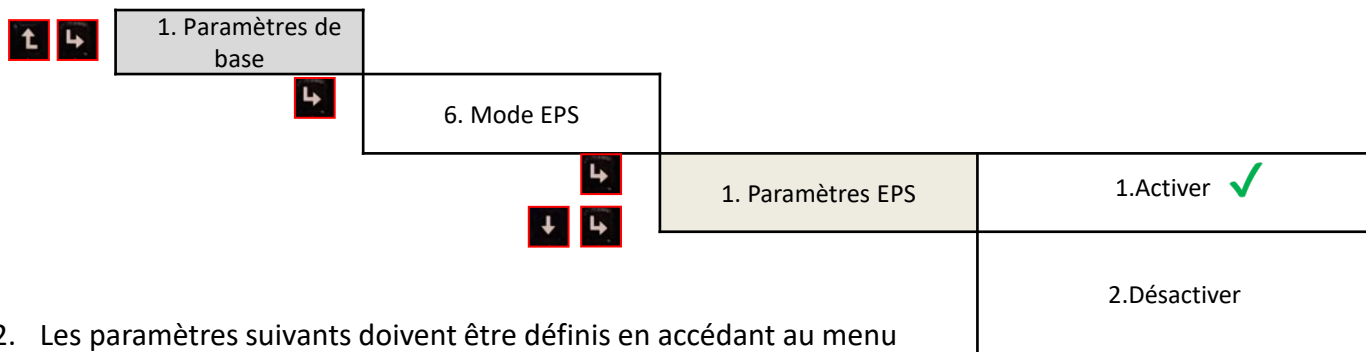 1. Paramètres de
base
6. Mode EPS
1. Paramètres EPS
1.Activer
2.Désactiver
2. Les paramètres suivants doivent être définis en accédant au menu